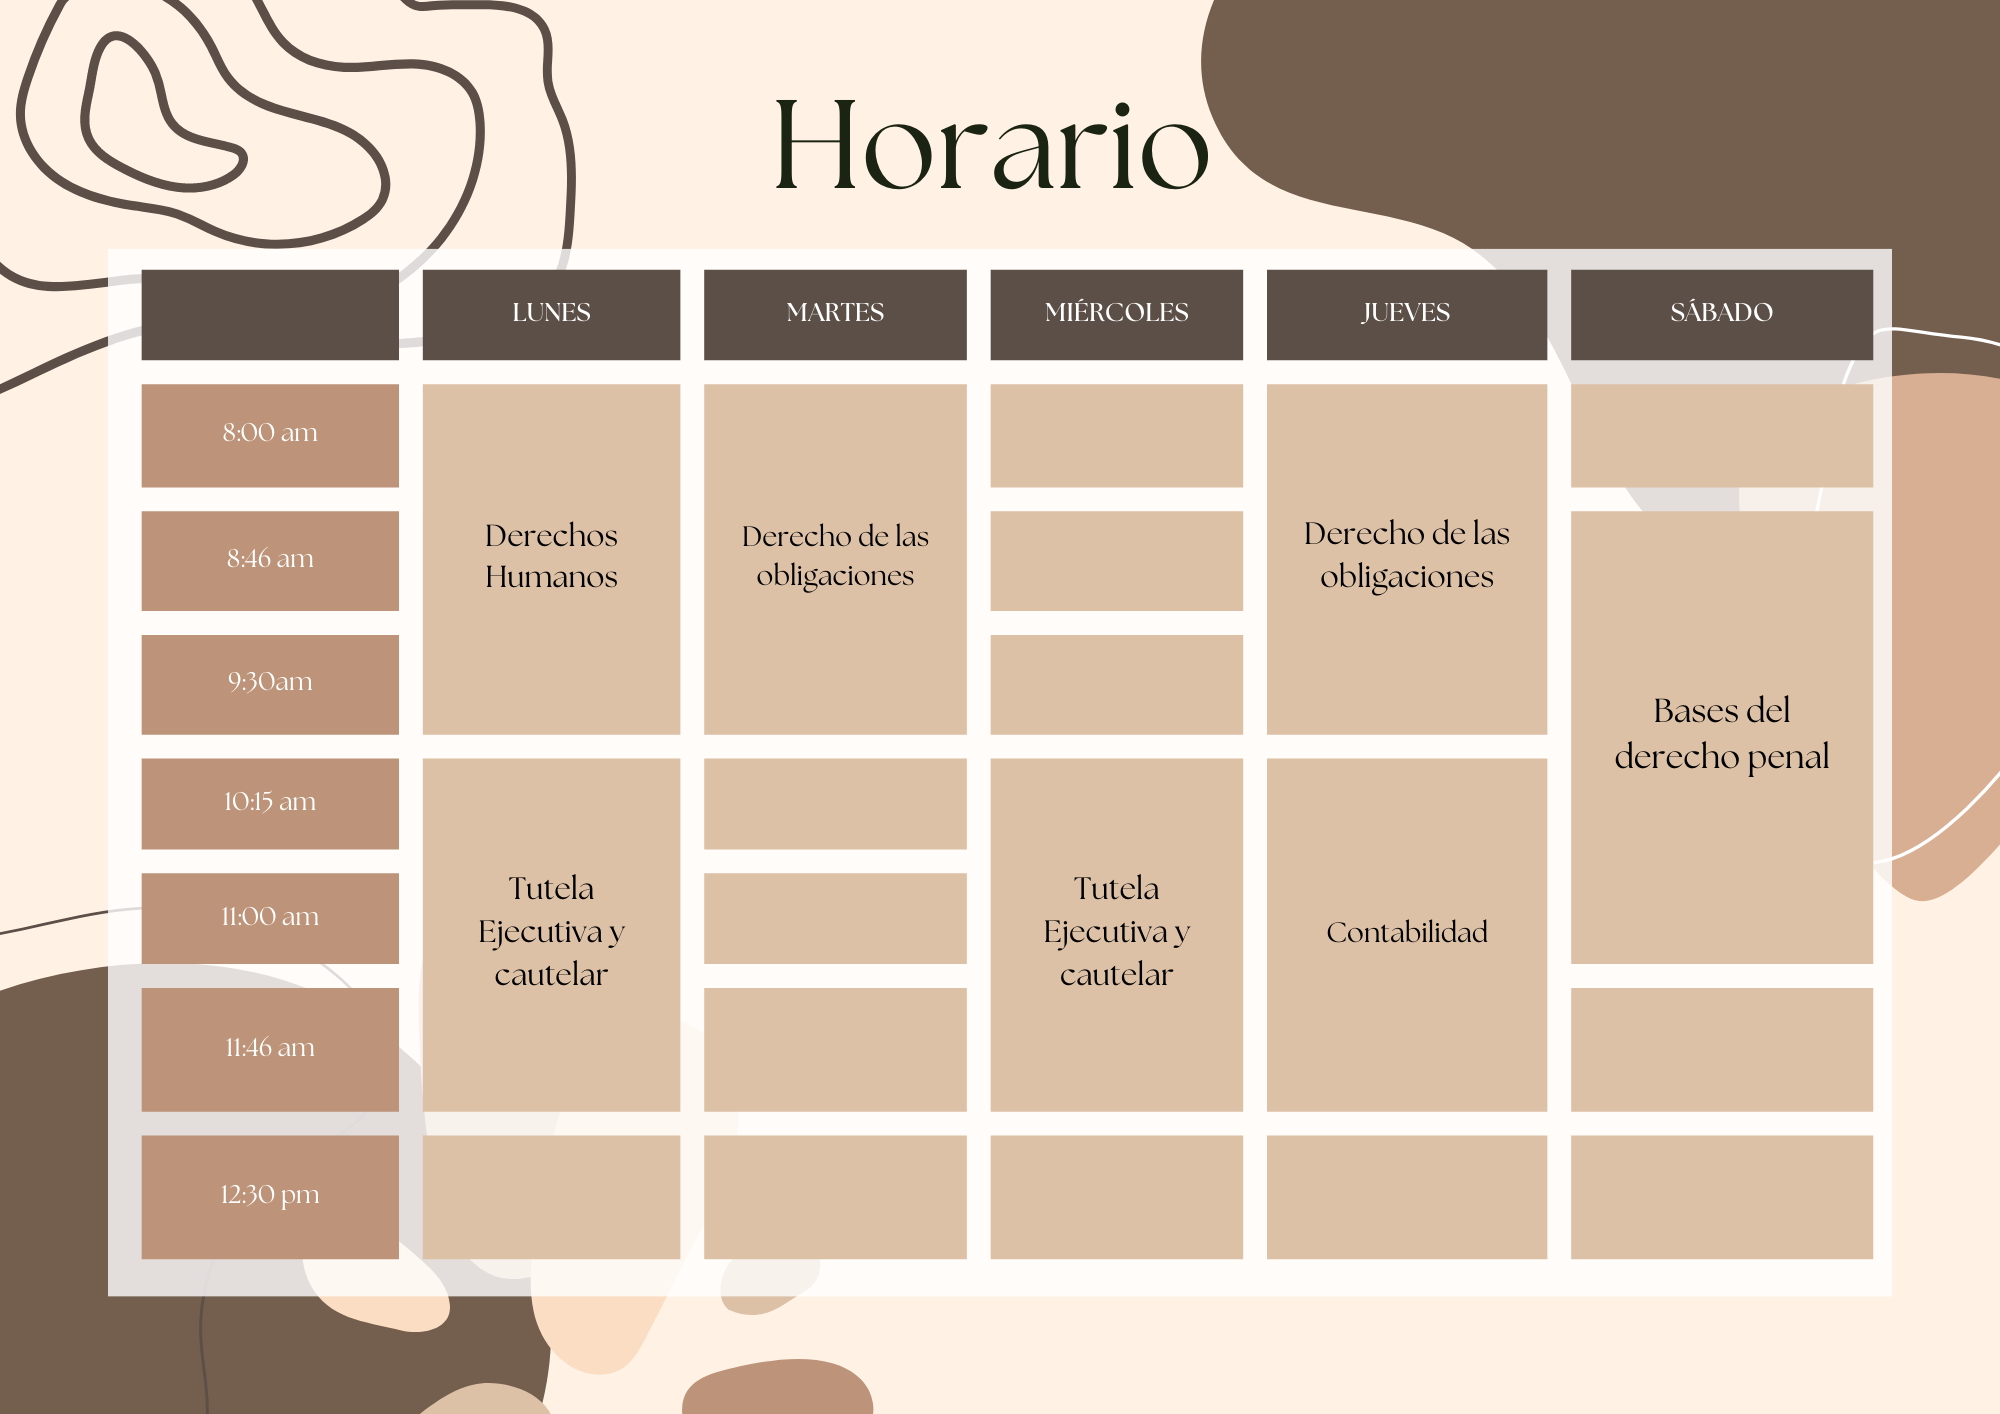 Horario
LUNES
MARTES
MIÉRCOLES
JUEVES
SÁBADO
8:00 am
8:46 am
9:30am
10:15 am
11:00 am
11:46 am
12:30 pm
Derechos
Humanos
Tutela
Ejecutiva y
cautelar
Derecho de las
obligaciones
Tutela
Ejecutiva y
cautelar
Derecho de las
obligaciones
Contabilidad
Bases del
derecho penal